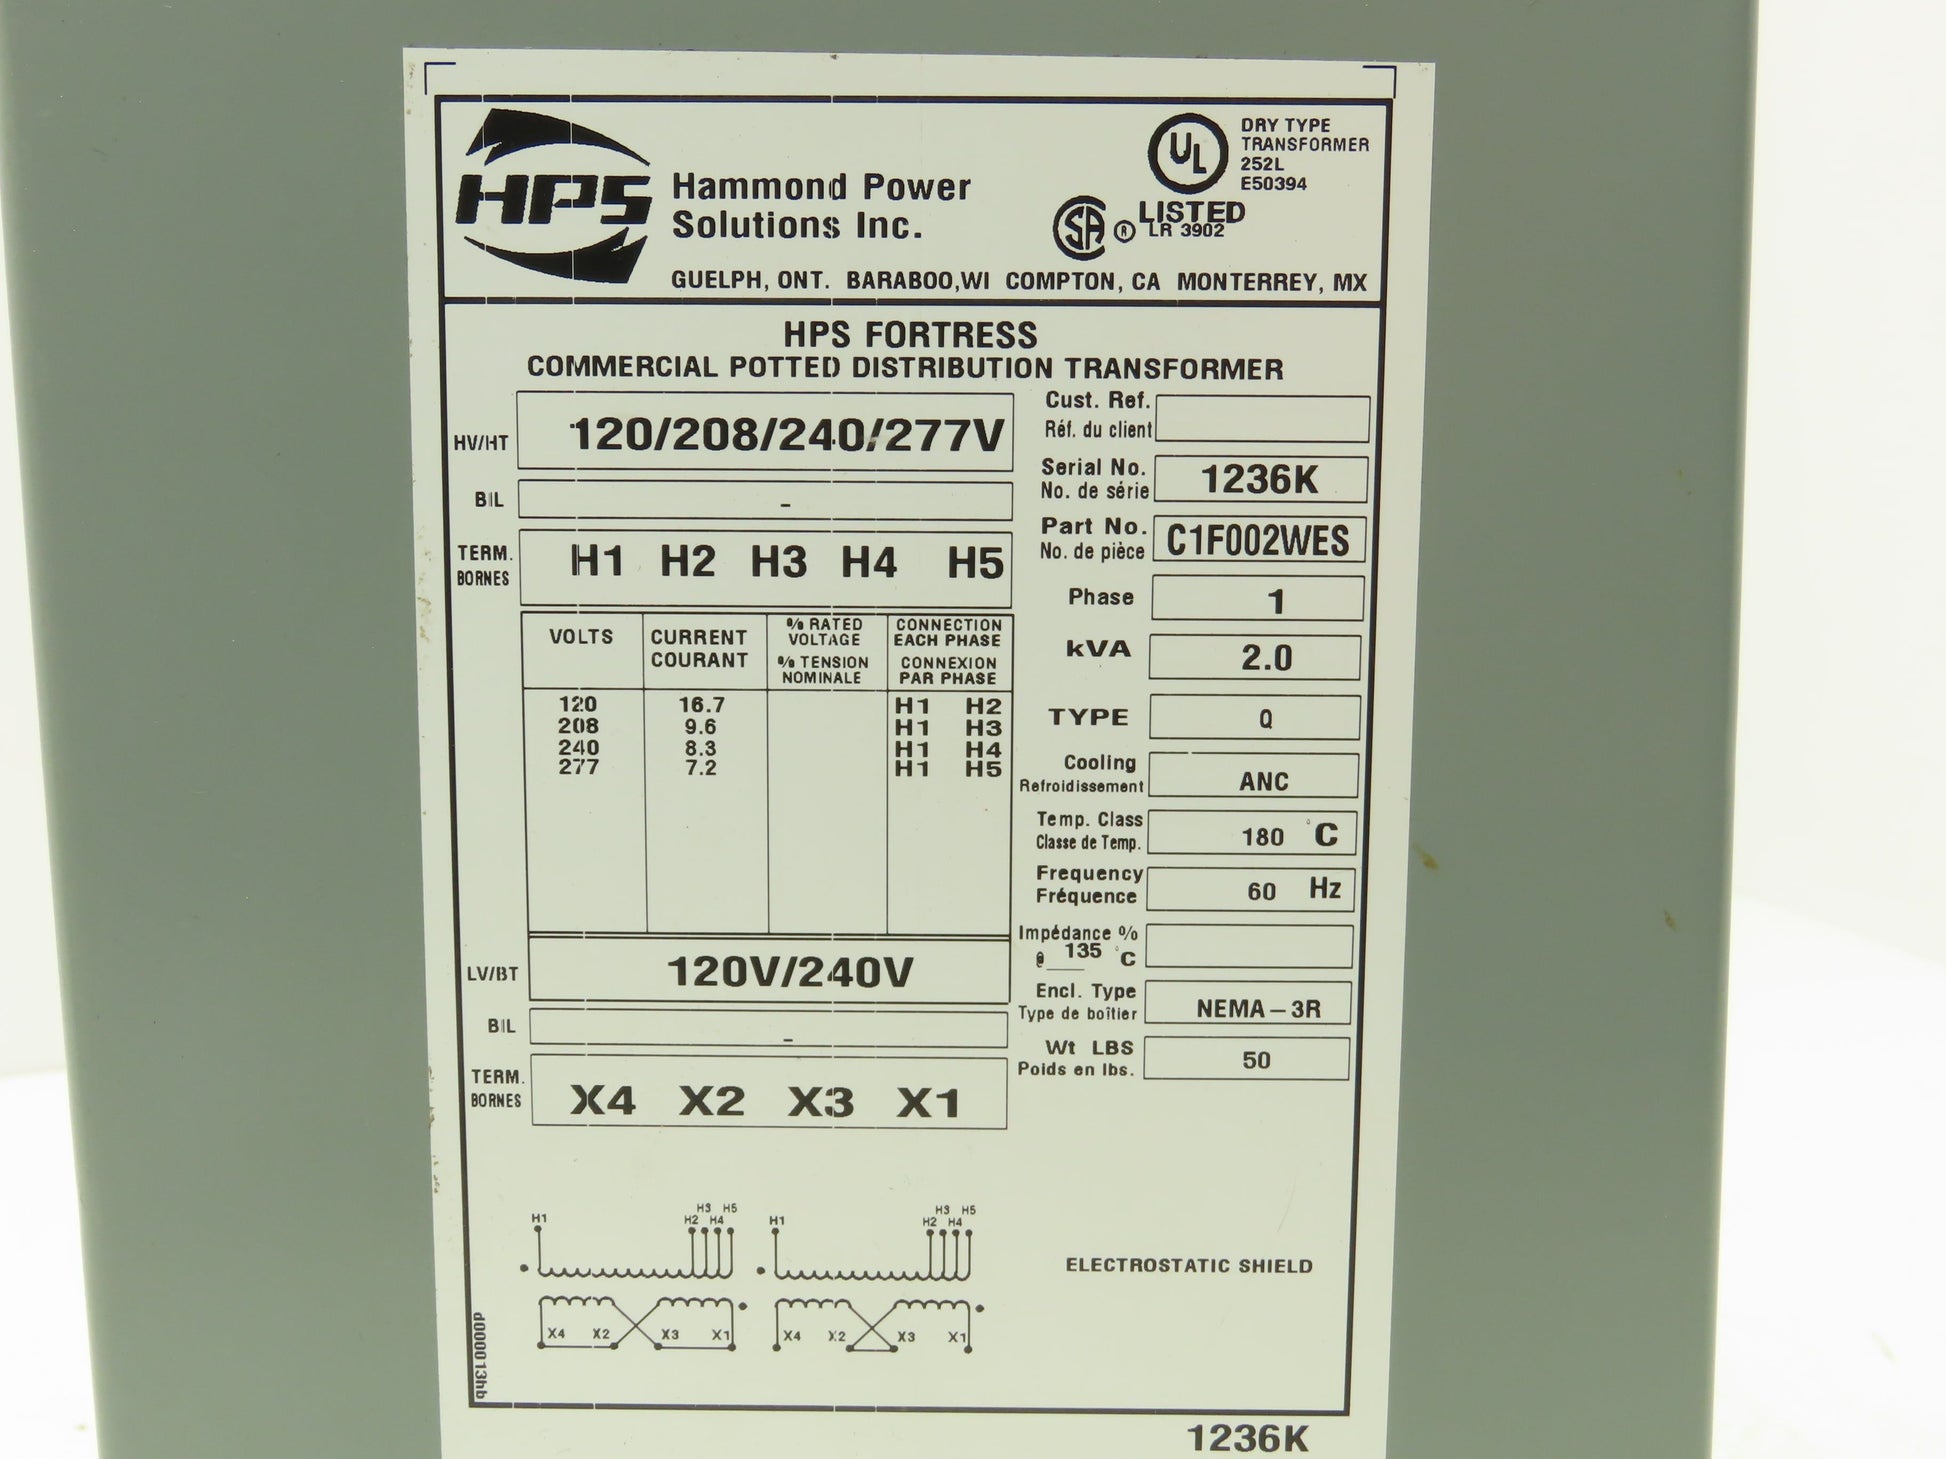 HPS
Hammond Power
Solutions Inc.
GUELPH, ONT. BARABOO,WI COMPTON, CA MONTERREY, MX
UL
DRY TYPE
TRANSFORMER
252L
E50394
LISTED
SA ® LR 3902
HPS FORTRESS
COMMERCIAL POTTED DISTRIBUTION TRANSFORMER
HV/HT 120/208/240/277V
BIL -
TERM.
BORNES
H1 H2 H3 H4 H5
VOLTS
CURRENT
COURANT
% RATED
VOLTAGE
% TENSION
NOMINALE
CONNECTION
EACH PHASE
CONNEXION
PAR PHASE
120 16.7 H1 H2
208 9.6 H1 H3
240 8.3 H1 H4
277 7.2 H1 H5
LV/BT 120V/240V
BIL -
TERM.
BORNES
X4 X2 X3 X1
Cust. Ref.
Réf. du client
Serial No.
No. de série
1236K
Part No.
No. de pièce
C1F002WES
Phase 1
kVA 2.0
TYPE Q
Cooling
Refroidissement
ANC
Temp. Class
Classe de Temp.
180 °C
Frequency
Fréquence
60 Hz
Impédance %
@ 135 °C
Encl. Type
Type de boîtier
NEMA-3R
Wt LBS
Poids en lbs.
50
H3 H5
H1 H2 H4
X4 X2 X3 X1
H3 H5
H1 H2 H4
X4 X2 X3 X1
ELECTROSTATIC SHIELD
d000013hb
1236K